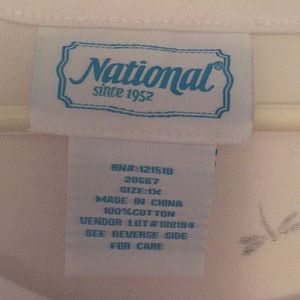 National®
since 1952
RN#:121518
20567
SIZE:1X
MADE IN CHINA
100%COTTON
VENDOR LOT#188184
SEE REVERSE SIDE
FOR CARE